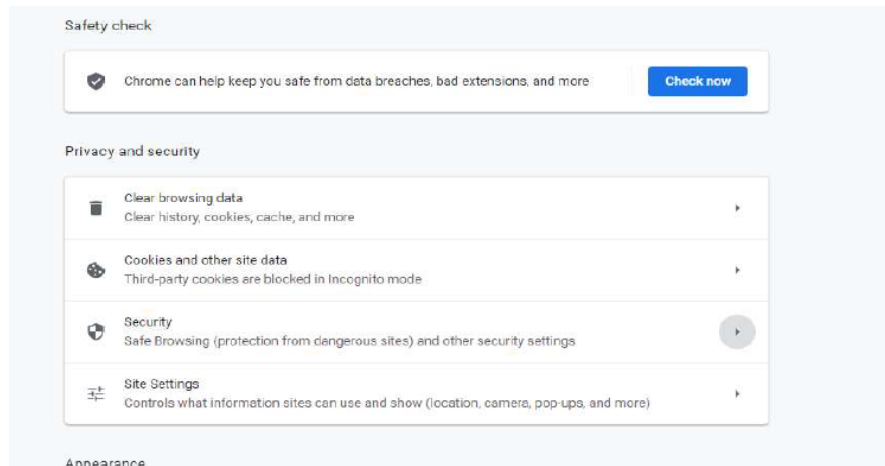 Safety check
Chrome can help keep you safe from data breaches, bad extensions, and more
Check now
Privacy and security
Clear browsing data
Clear history, cookies, cache, and more
Cookies and other site data
Third-party cookies are blocked in Incognito mode
Security
Safe Browsing (protection from dangerous sites) and other security settings
Site Settings
Controls what information sites can use and show (location, camera, pop-ups, and more)
Appearance